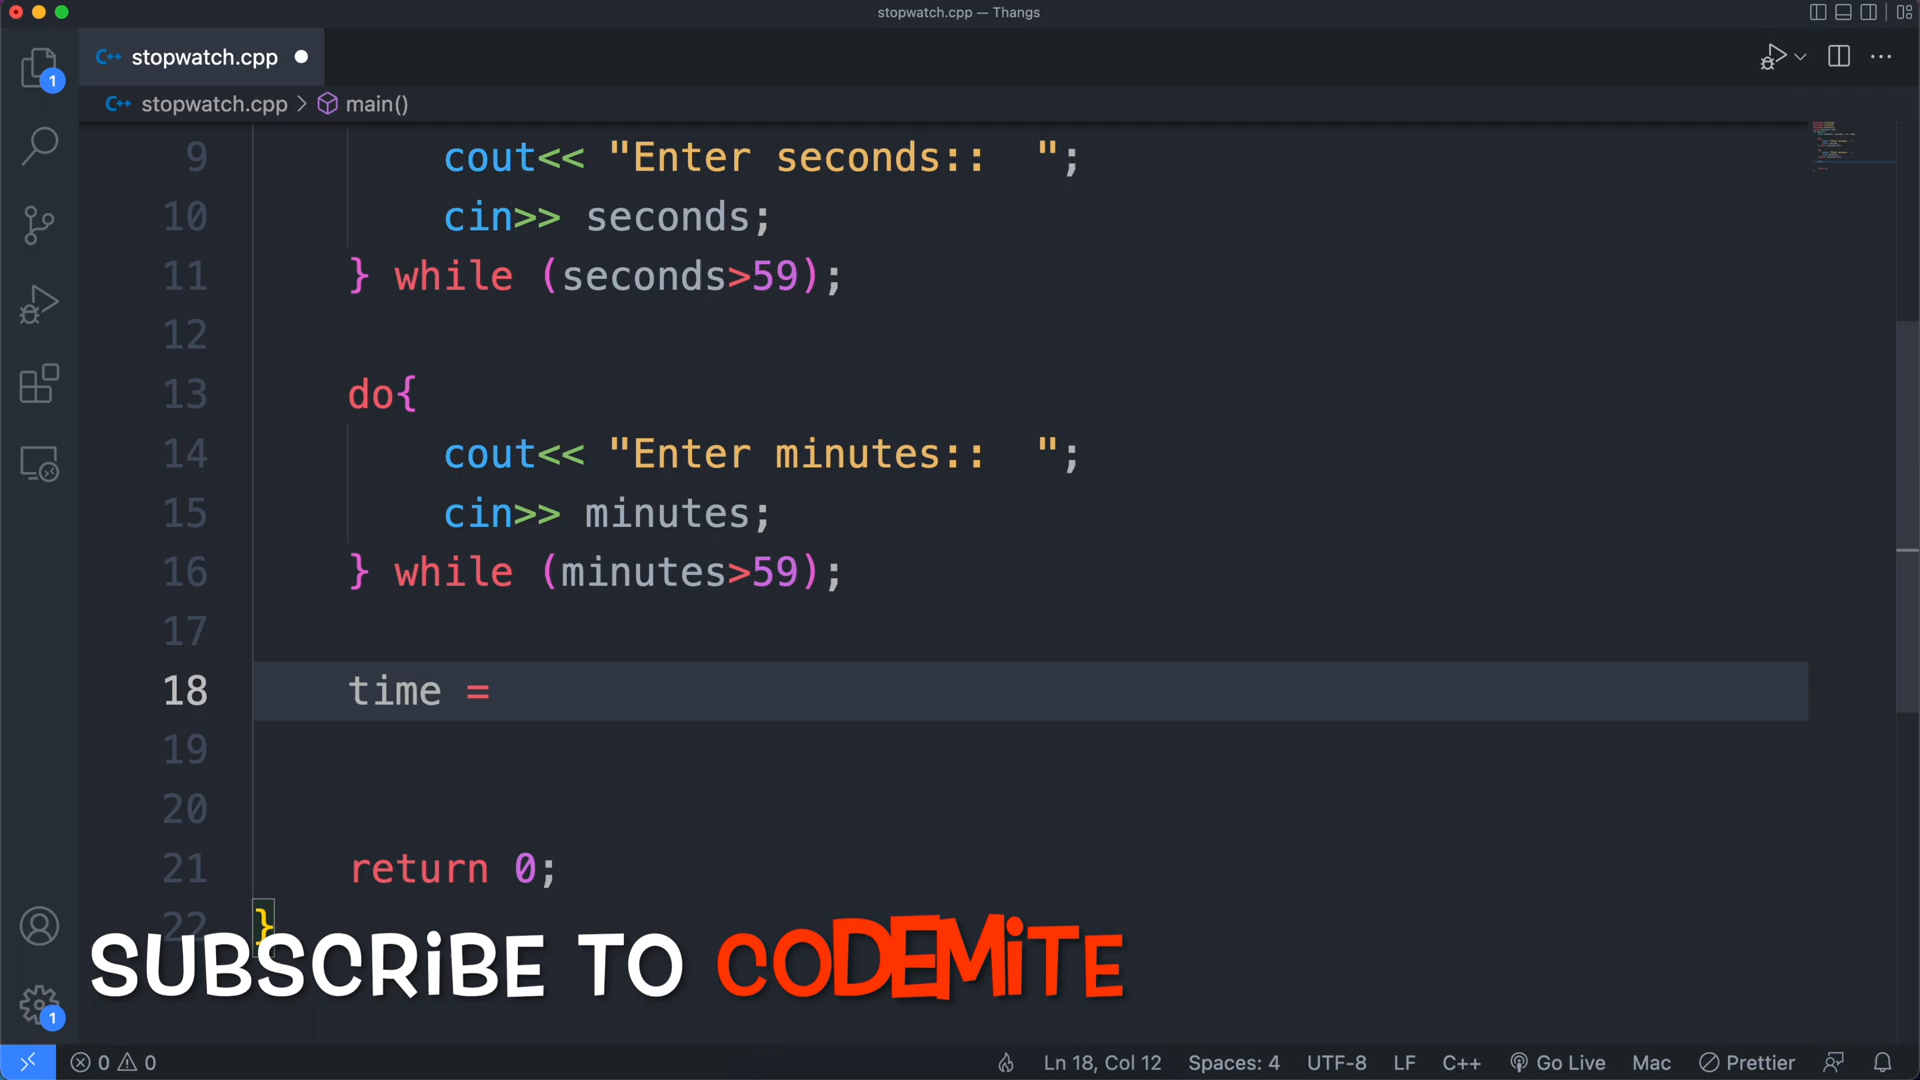 stopwatch.cpp — Thangs
C++ stopwatch.cpp
C++ stopwatch.cpp > main()
9 cout<< "Enter seconds::  ";
10 cin>> seconds;
11 } while (seconds>59);
12
13 do{
14 cout<< "Enter minutes::  ";
15 cin>> minutes;
16 } while (minutes>59);
17
18 time =
19
20
21 return 0;
22 }
SUBSCRiBE TO CODEMiTE
1
1
0 0 Ln 18, Col 12 Spaces: 4 UTF-8 LF C++ Go Live Mac Prettier